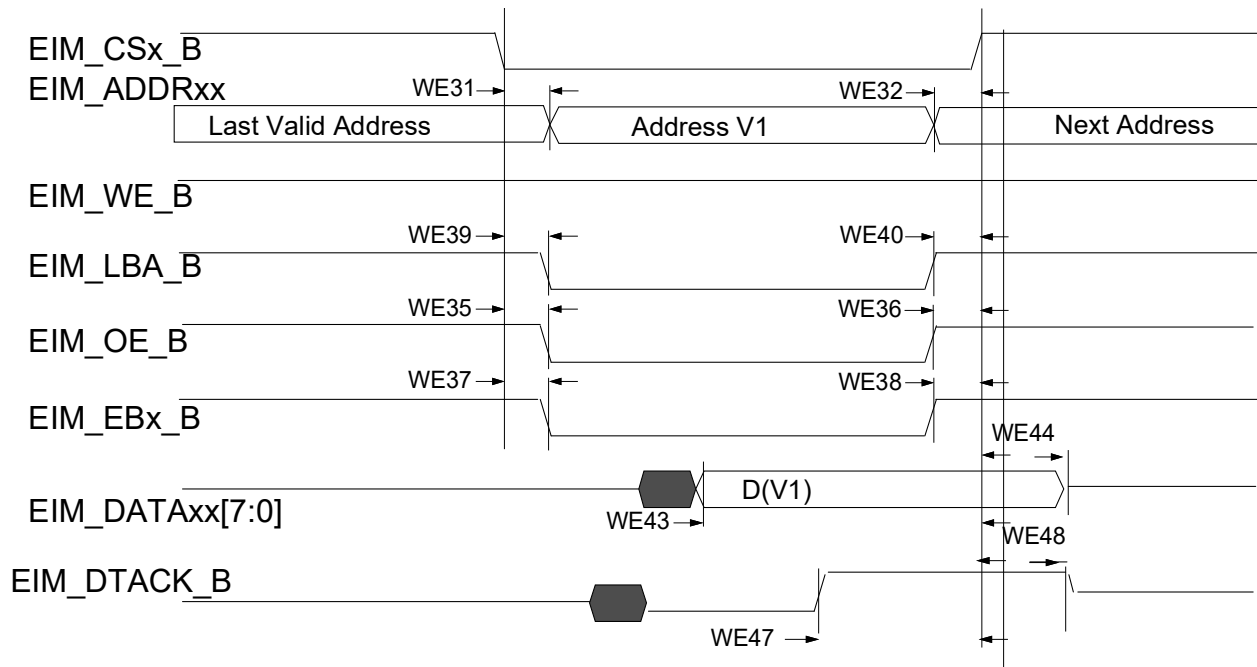 EIM_CSx_B
EIM_ADDRxx
WE31
WE32
Last Valid Address
Address V1
Next Address
EIM_WE_B
WE39
WE40
EIM_LBA_B
WE35
WE36
EIM_OE_B
WE37
WE38
EIM_EBx_B
WE44
D(V1)
EIM_DATAxx[7:0]
WE43
WE48
EIM_DTACK_B
WE47